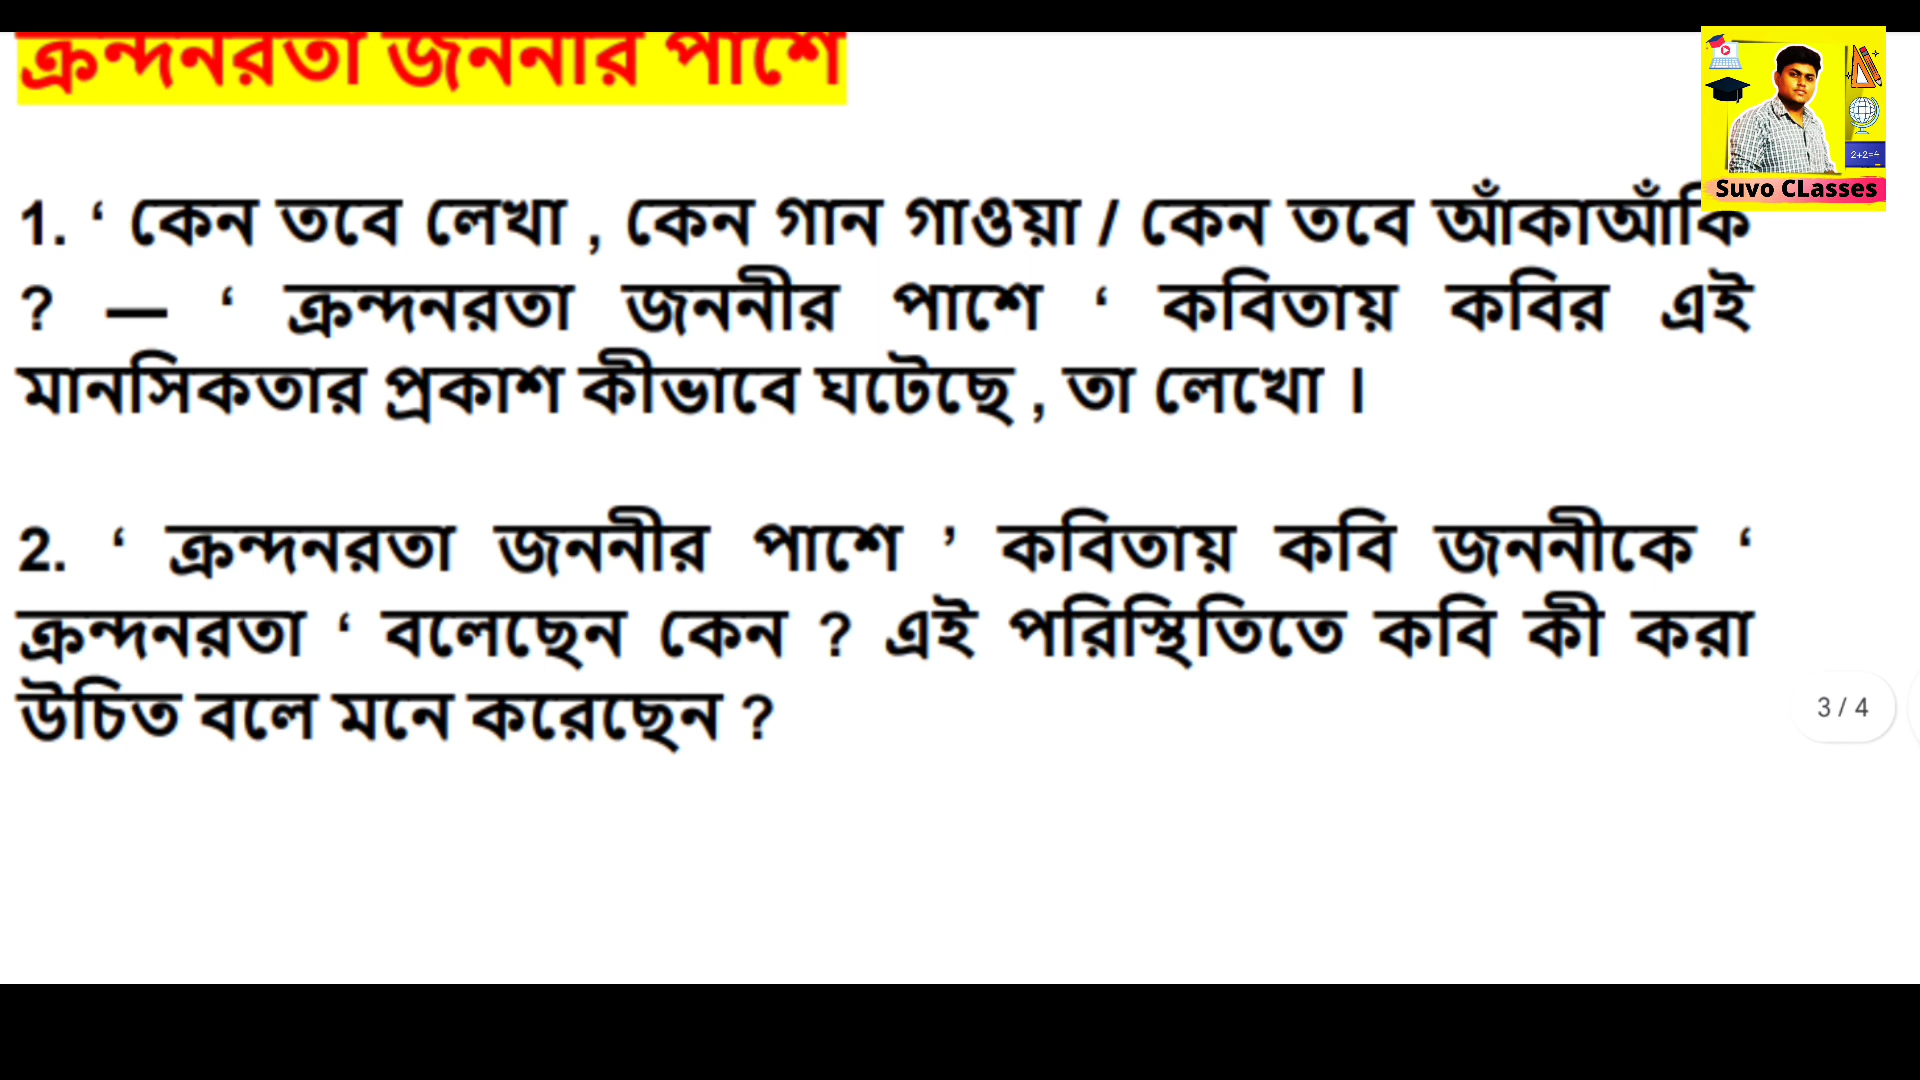 ক্রন্দনরতা জননীর পাশে
Suvo CLasses
2+2=4
1. ‘ কেন তবে লেখা , কেন গান গাওয়া / কেন তবে আঁকাআঁকি
? — ‘ ক্রন্দনরতা জননীর পাশে ‘ কবিতায় কবির এই
মানসিকতার প্রকাশ কীভাবে ঘটেছে , তা লেখো ।
2. ‘ ক্রন্দনরতা জননীর পাশে ’ কবিতায় কবি জননীকে ‘
ক্রন্দনরতা ‘ বলেছেন কেন ? এই পরিস্থিতিতে কবি কী করা
উচিত বলে মনে করেছেন ?
3 / 4